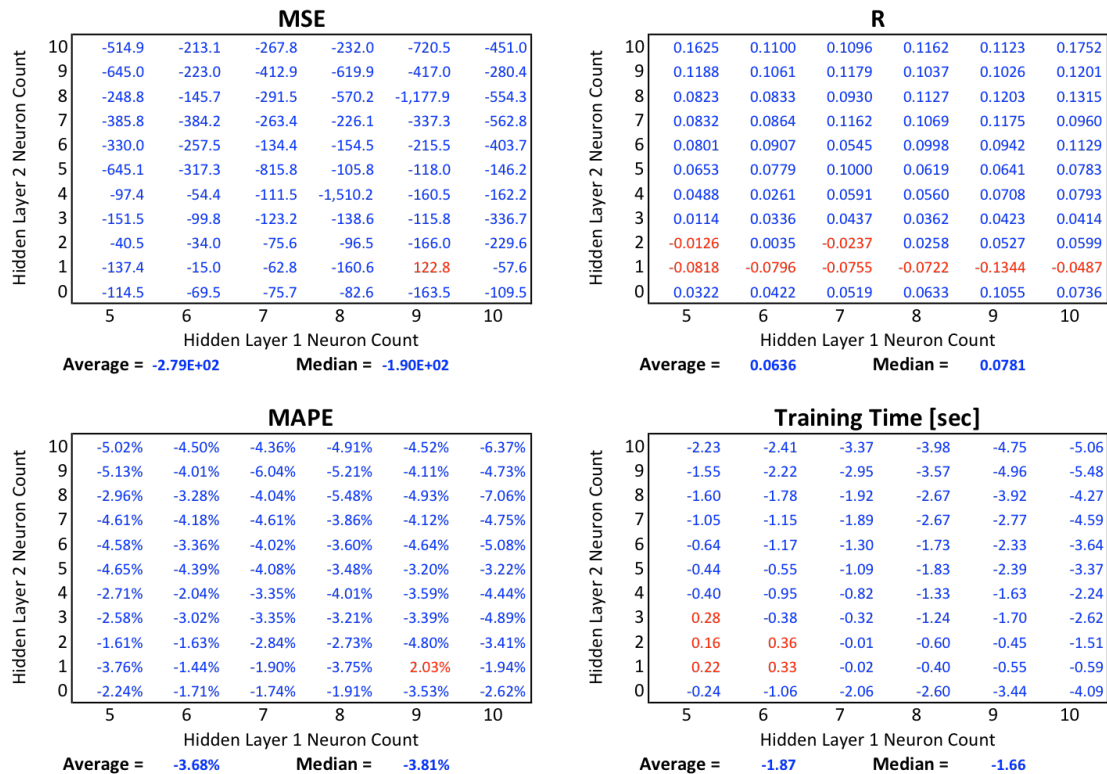 MSE
Hidden Layer 2 Neuron Count
10 -514.9 -213.1 -267.8 -232.0 -720.5 -451.0
9 -645.0 -223.0 -412.9 -619.9 -417.0 -280.4
8 -248.8 -145.7 -291.5 -570.2 -1,177.9 -554.3
7 -385.8 -384.2 -263.4 -226.1 -337.3 -562.8
6 -330.0 -257.5 -134.4 -154.5 -215.5 -403.7
5 -645.1 -317.3 -815.8 -105.8 -118.0 -146.2
4 -97.4 -54.4 -111.5 -1,510.2 -160.5 -162.2
3 -151.5 -99.8 -123.2 -138.6 -115.8 -336.7
2 -40.5 -34.0 -75.6 -96.5 -166.0 -229.6
1 -137.4 -15.0 -62.8 -160.6 122.8 -57.6
0 -114.5 -69.5 -75.7 -82.6 -163.5 -109.5
5 6 7 8 9 10
Hidden Layer 1 Neuron Count
Average = -2.79E+02 Median = -1.90E+02
R
Hidden Layer 2 Neuron Count
10 0.1625 0.1100 0.1096 0.1162 0.1123 0.1752
9 0.1188 0.1061 0.1179 0.1037 0.1026 0.1201
8 0.0823 0.0833 0.0930 0.1127 0.1203 0.1315
7 0.0832 0.0864 0.1162 0.1069 0.1175 0.0960
6 0.0801 0.0907 0.0545 0.0998 0.0942 0.1129
5 0.0653 0.0779 0.1000 0.0619 0.0641 0.0783
4 0.0488 0.0261 0.0591 0.0560 0.0708 0.0793
3 0.0114 0.0336 0.0437 0.0362 0.0423 0.0414
2 -0.0126 0.0035 -0.0237 0.0258 0.0527 0.0599
1 -0.0818 -0.0796 -0.0755 -0.0722 -0.1344 -0.0487
0 0.0322 0.0422 0.0519 0.0633 0.1055 0.0736
5 6 7 8 9 10
Hidden Layer 1 Neuron Count
Average = 0.0636 Median = 0.0781
MAPE
Hidden Layer 2 Neuron Count
10 -5.02% -4.50% -4.36% -4.91% -4.52% -6.37%
9 -5.13% -4.01% -6.04% -5.21% -4.11% -4.73%
8 -2.96% -3.28% -4.04% -5.48% -4.93% -7.06%
7 -4.61% -4.18% -4.61% -3.86% -4.12% -4.75%
6 -4.58% -3.36% -4.02% -3.60% -4.64% -5.08%
5 -4.65% -4.39% -4.08% -3.48% -3.20% -3.22%
4 -2.71% -2.04% -3.35% -4.01% -3.59% -4.44%
3 -2.58% -3.02% -3.35% -3.21% -3.39% -4.89%
2 -1.61% -1.63% -2.84% -2.73% -4.80% -3.41%
1 -3.76% -1.44% -1.90% -3.75% 2.03% -1.94%
0 -2.24% -1.71% -1.74% -1.91% -3.53% -2.62%
5 6 7 8 9 10
Hidden Layer 1 Neuron Count
Average = -3.68% Median = -3.81%
Training Time [sec]
Hidden Layer 2 Neuron Count
10 -2.23 -2.41 -3.37 -3.98 -4.75 -5.06
9 -1.55 -2.22 -2.95 -3.57 -4.96 -5.48
8 -1.60 -1.78 -1.92 -2.67 -3.92 -4.27
7 -1.05 -1.15 -1.89 -2.67 -2.77 -4.59
6 -0.64 -1.17 -1.30 -1.73 -2.33 -3.64
5 -0.44 -0.55 -1.09 -1.83 -2.39 -3.37
4 -0.40 -0.95 -0.82 -1.33 -1.63 -2.24
3 0.28 -0.38 -0.32 -1.24 -1.70 -2.62
2 0.16 0.36 -0.01 -0.60 -0.45 -1.51
1 0.22 0.33 -0.02 -0.40 -0.55 -0.59
0 -0.24 -1.06 -2.06 -2.60 -3.44 -4.09
5 6 7 8 9 10
Hidden Layer 1 Neuron Count
Average = -1.87 Median = -1.66